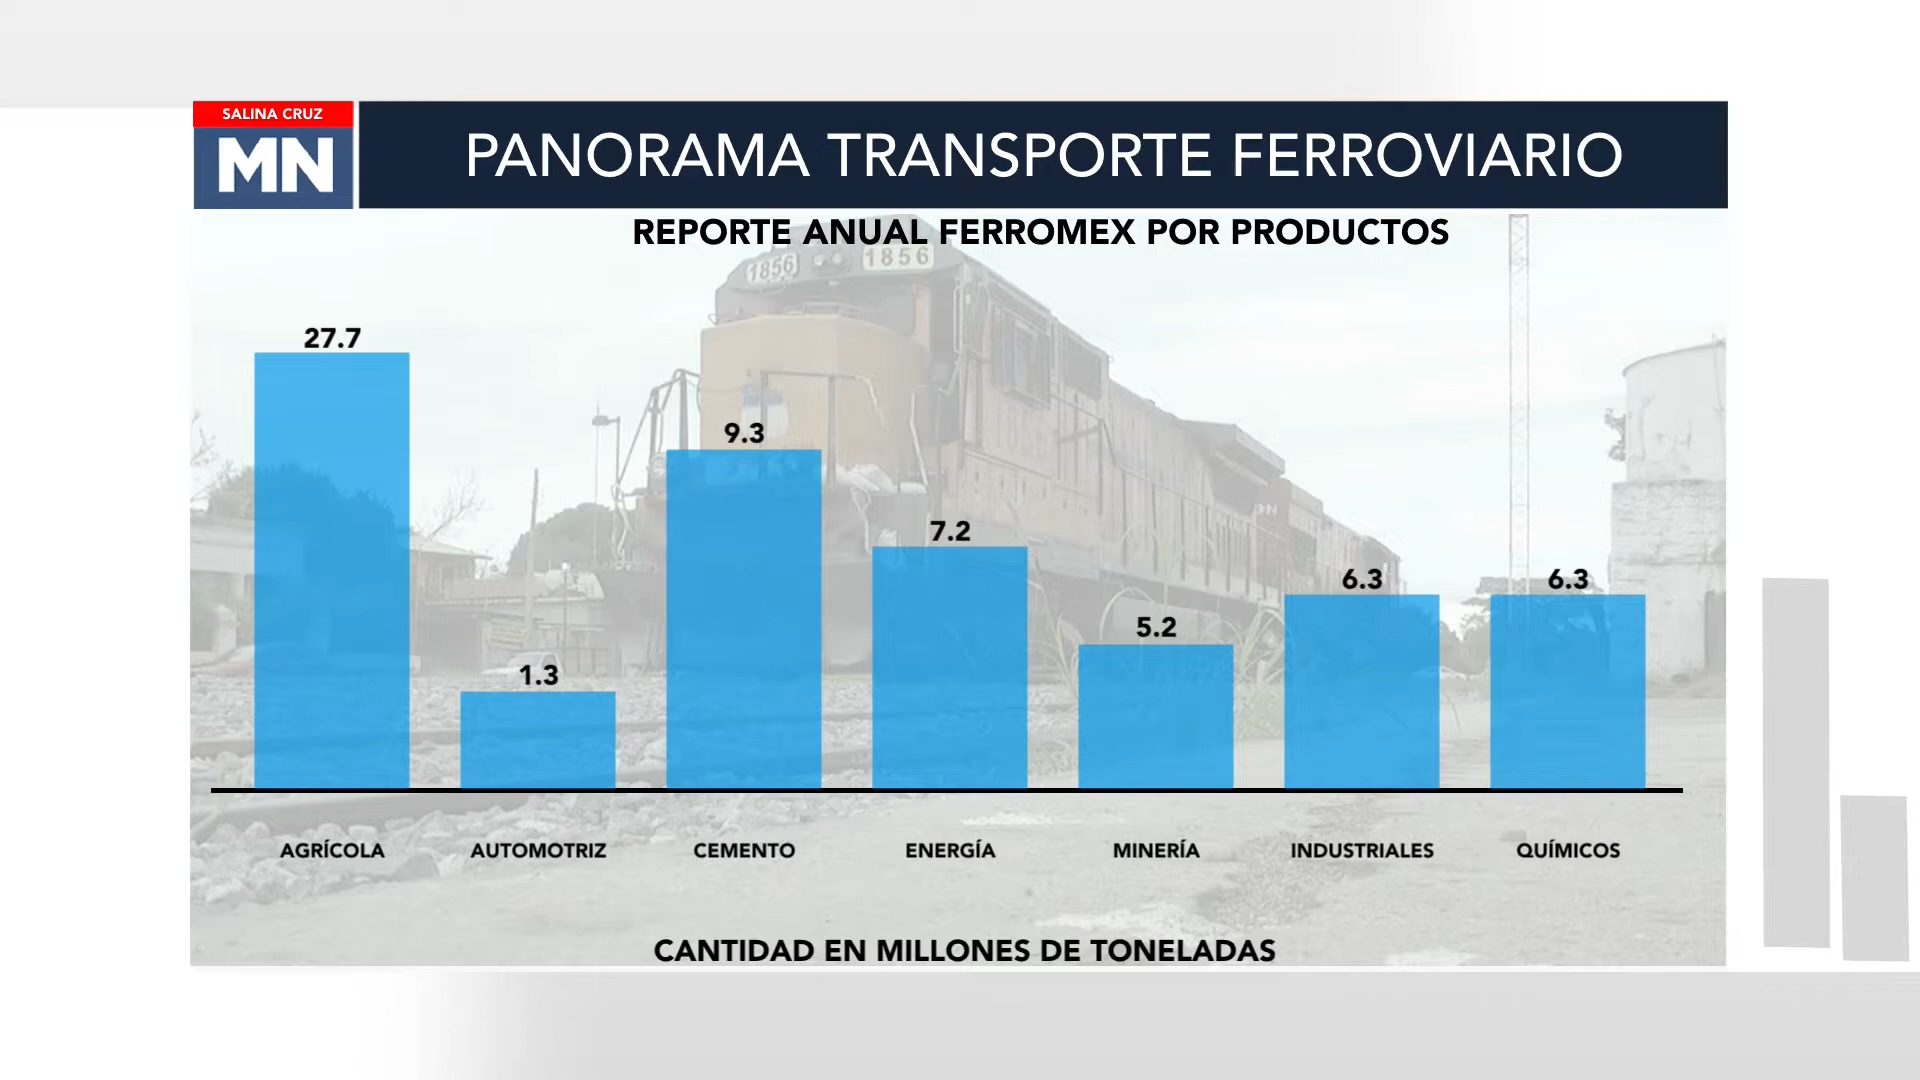 SALINA CRUZ
MN
PANORAMA TRANSPORTE FERROVIARIO
REPORTE ANUAL FERROMEX POR PRODUCTOS
1856
1856
27.7
9.3
7.2
6.3
6.3
5.2
1.3
AGRÍCOLA
AUTOMOTRIZ
CEMENTO
ENERGÍA
MINERÍA
INDUSTRIALES
QUÍMICOS
CANTIDAD EN MILLONES DE TONELADAS